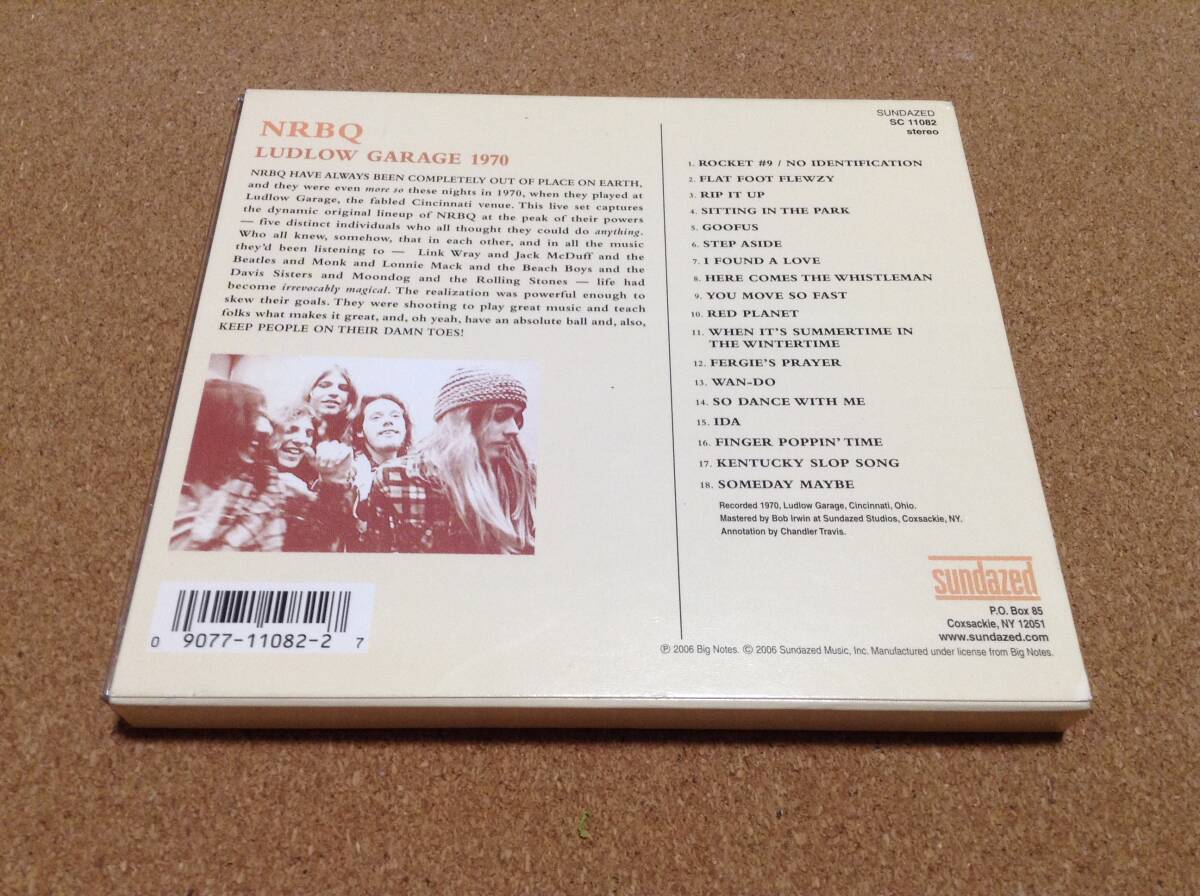 NRBQ
LUDLOW GARAGE 1970
NRBQ HAVE ALWAYS BEEN COMPLETELY OUT OF PLACE ON EARTH,
and they were even more so these nights in 1970, when they played at
Ludlow Garage, the fabled Cincinnati venue. This live set captures
the dynamic original lineup of NRBQ at the peak of their powers
— five distinct individuals who all thought they could do anything.
Who all knew, somehow, that in each other, and in all the music
they'd been listening to — Link Wray and Jack McDuff and the
Beatles and Monk and Lonnie Mack and the Beach Boys and the
Davis Sisters and Moondog and the Rolling Stones — life had
become irrevocably magical. The realization was powerful enough to
skew their goals. They were shooting to play great music and teach
folks what makes it great, and, oh yeah, have an absolute ball and, also,
KEEP PEOPLE ON THEIR DAMN TOES!
0 9077-11082-2 7
SUNDAZED
SC 11082
stereo
1. ROCKET #9 / NO IDENTIFICATION
2. FLAT FOOT FLEWZY
3. RIP IT UP
4. SITTING IN THE PARK
5. GOOFUS
6. STEP ASIDE
7. I FOUND A LOVE
8. HERE COMES THE WHISTLEMAN
9. YOU MOVE SO FAST
10. RED PLANET
11. WHEN IT'S SUMMERTIME IN
THE WINTERTIME
12. FERGIE'S PRAYER
13. WAN-DO
14. SO DANCE WITH ME
15. IDA
16. FINGER POPPIN' TIME
17. KENTUCKY SLOP SONG
18. SOMEDAY MAYBE
Recorded 1970, Ludlow Garage, Cincinnati, Ohio.
Mastered by Bob Irwin at Sundazed Studios, Coxsackie, NY.
Annotation by Chandler Travis.
sundazed
P.O. Box 85
Coxsackie, NY 12051
www.sundazed.com
℗ 2006 Big Notes. © 2006 Sundazed Music, Inc. Manufactured under license from Big Notes.